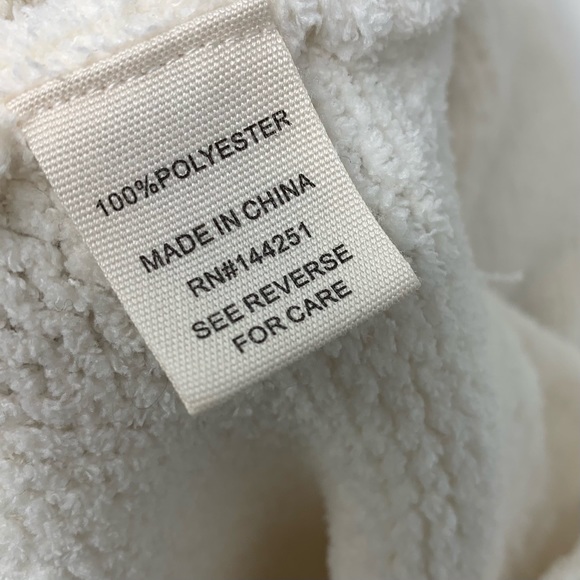 100%POLYESTER
MADE IN CHINA
RN#144251
SEE REVERSE
FOR CARE